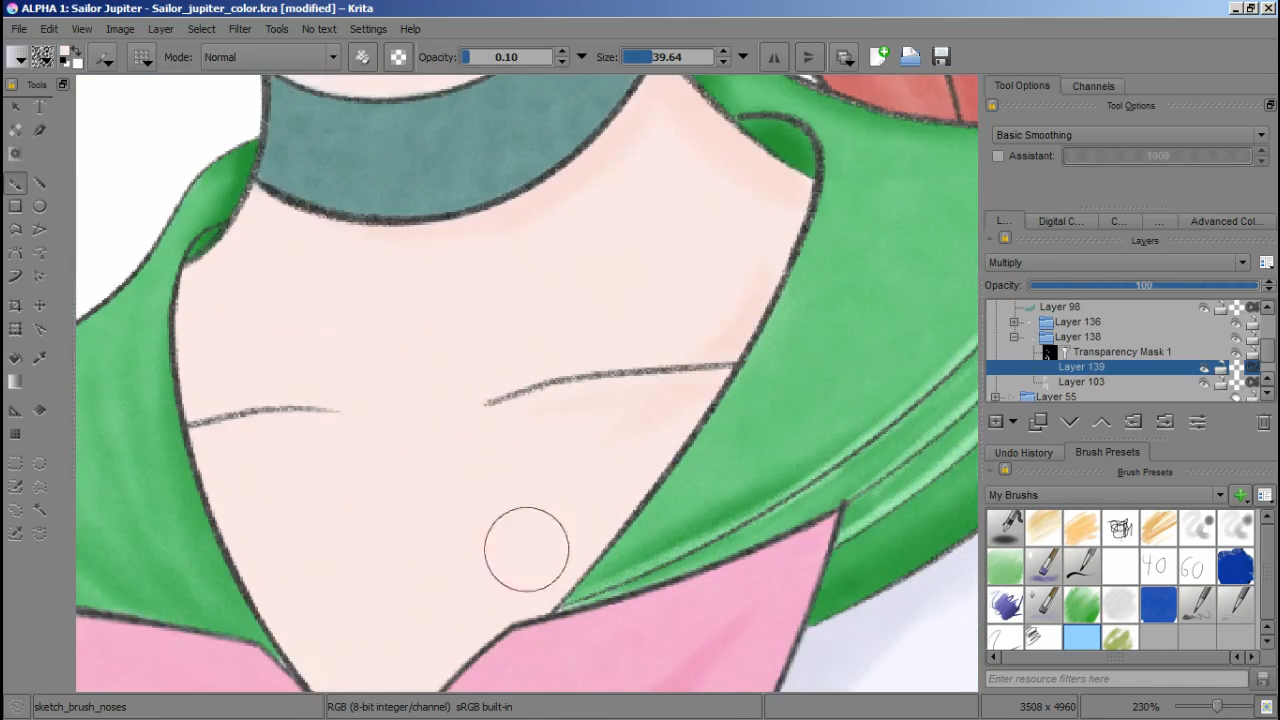 ALPHA 1: Sailor Jupiter - Sailor_jupiter_color.kra [modified] – Krita
File Edit View Image Layer Select Filter Tools No text Settings Help
Mode: Normal Opacity: 0.10 Size: 39.64
Tools
Tool Options Channels
Tool Options
Basic Smoothing
Assistant: 1000
L... Digital C... C... ... Advanced Col...
Layers
Multiply
Opacity: 100
Layer 98
Layer 136
Layer 138
Transparency Mask 1
Layer 139
Layer 103
Layer 55
Undo History Brush Presets
Brush Presets
My Brushes
40 60
Enter resource filters here
sketch_brush_noses RGB (8-bit integer/channel) sRGB built-in 3508 x 4960 230%